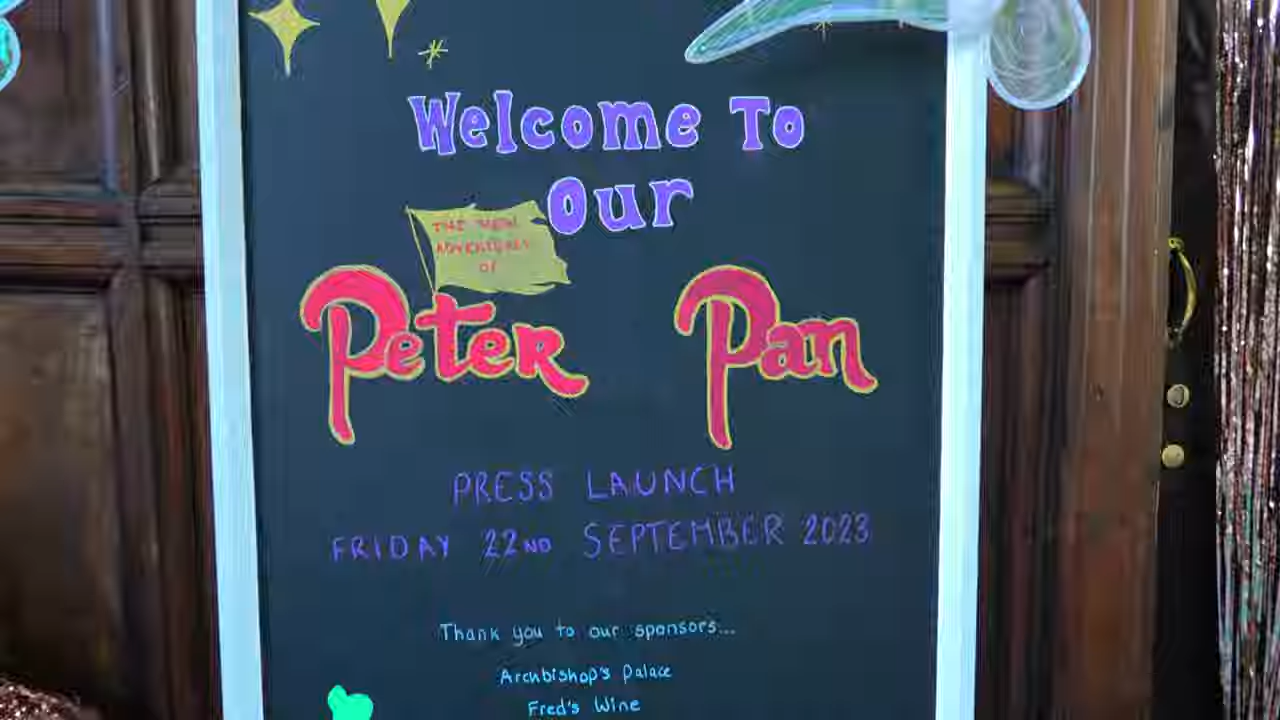 Welcome To
Our
THE NEW
ADVENTURES
OF
Peter Pan
PRESS LAUNCH
FRIDAY 22ND SEPTEMBER 2023
Thank you to our sponsors...
Archbishop's Palace
Fred's Wine